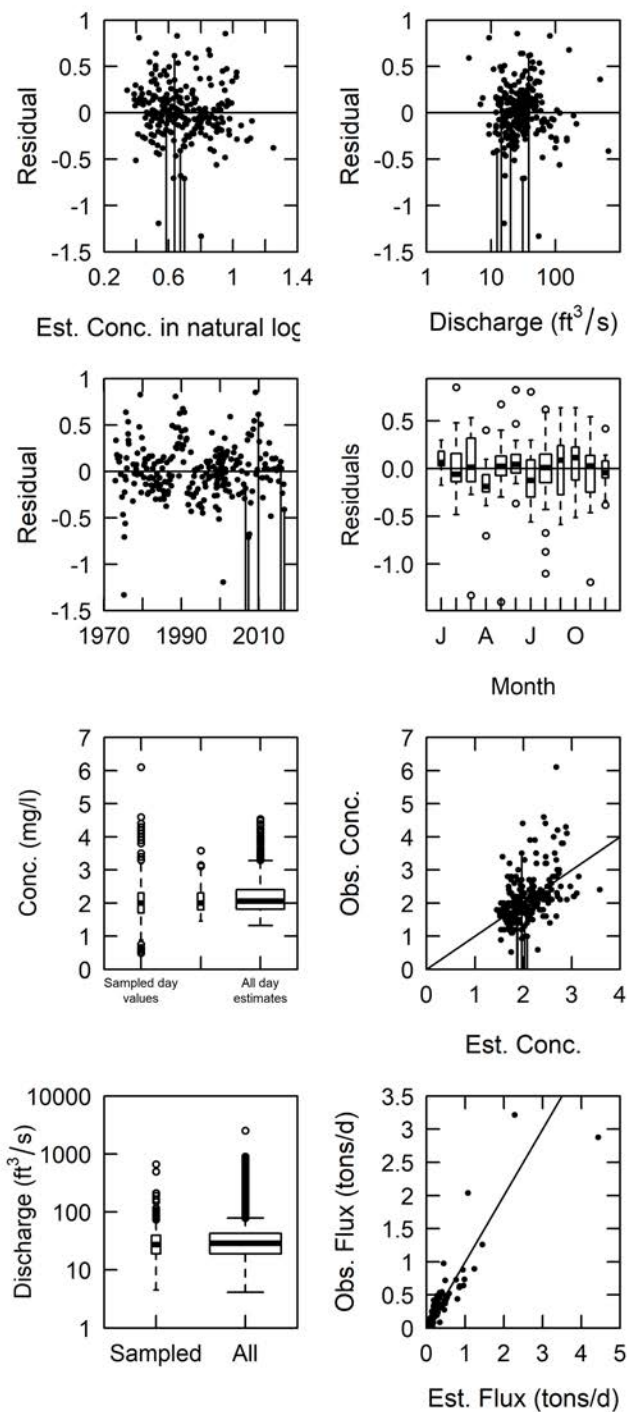 1
0.5
0
-0.5
-1
-1.5
Residual
0.2 0.6 1 1.4
Est. Conc. in natural log
1
0.5
0
-0.5
-1
-1.5
Residual
1 10 100
Discharge (ft³/s)
1
0.5
0
-0.5
-1
-1.5
Residual
1970 1990 2010
0.5
0.0
-1.0
Residuals
J A J O
Month
7
6
5
4
3
2
1
0
Conc. (mg/l)
Sampled day
values
All day
estimates
7
6
5
4
3
2
1
0
Obs. Conc.
0 1 2 3 4
Est. Conc.
10000
1000
100
10
1
Discharge (ft³/s)
Sampled All
3.5
3
2.5
2
1.5
1
0.5
0
Obs. Flux (tons/d)
0 1 2 3 4 5
Est. Flux (tons/d)